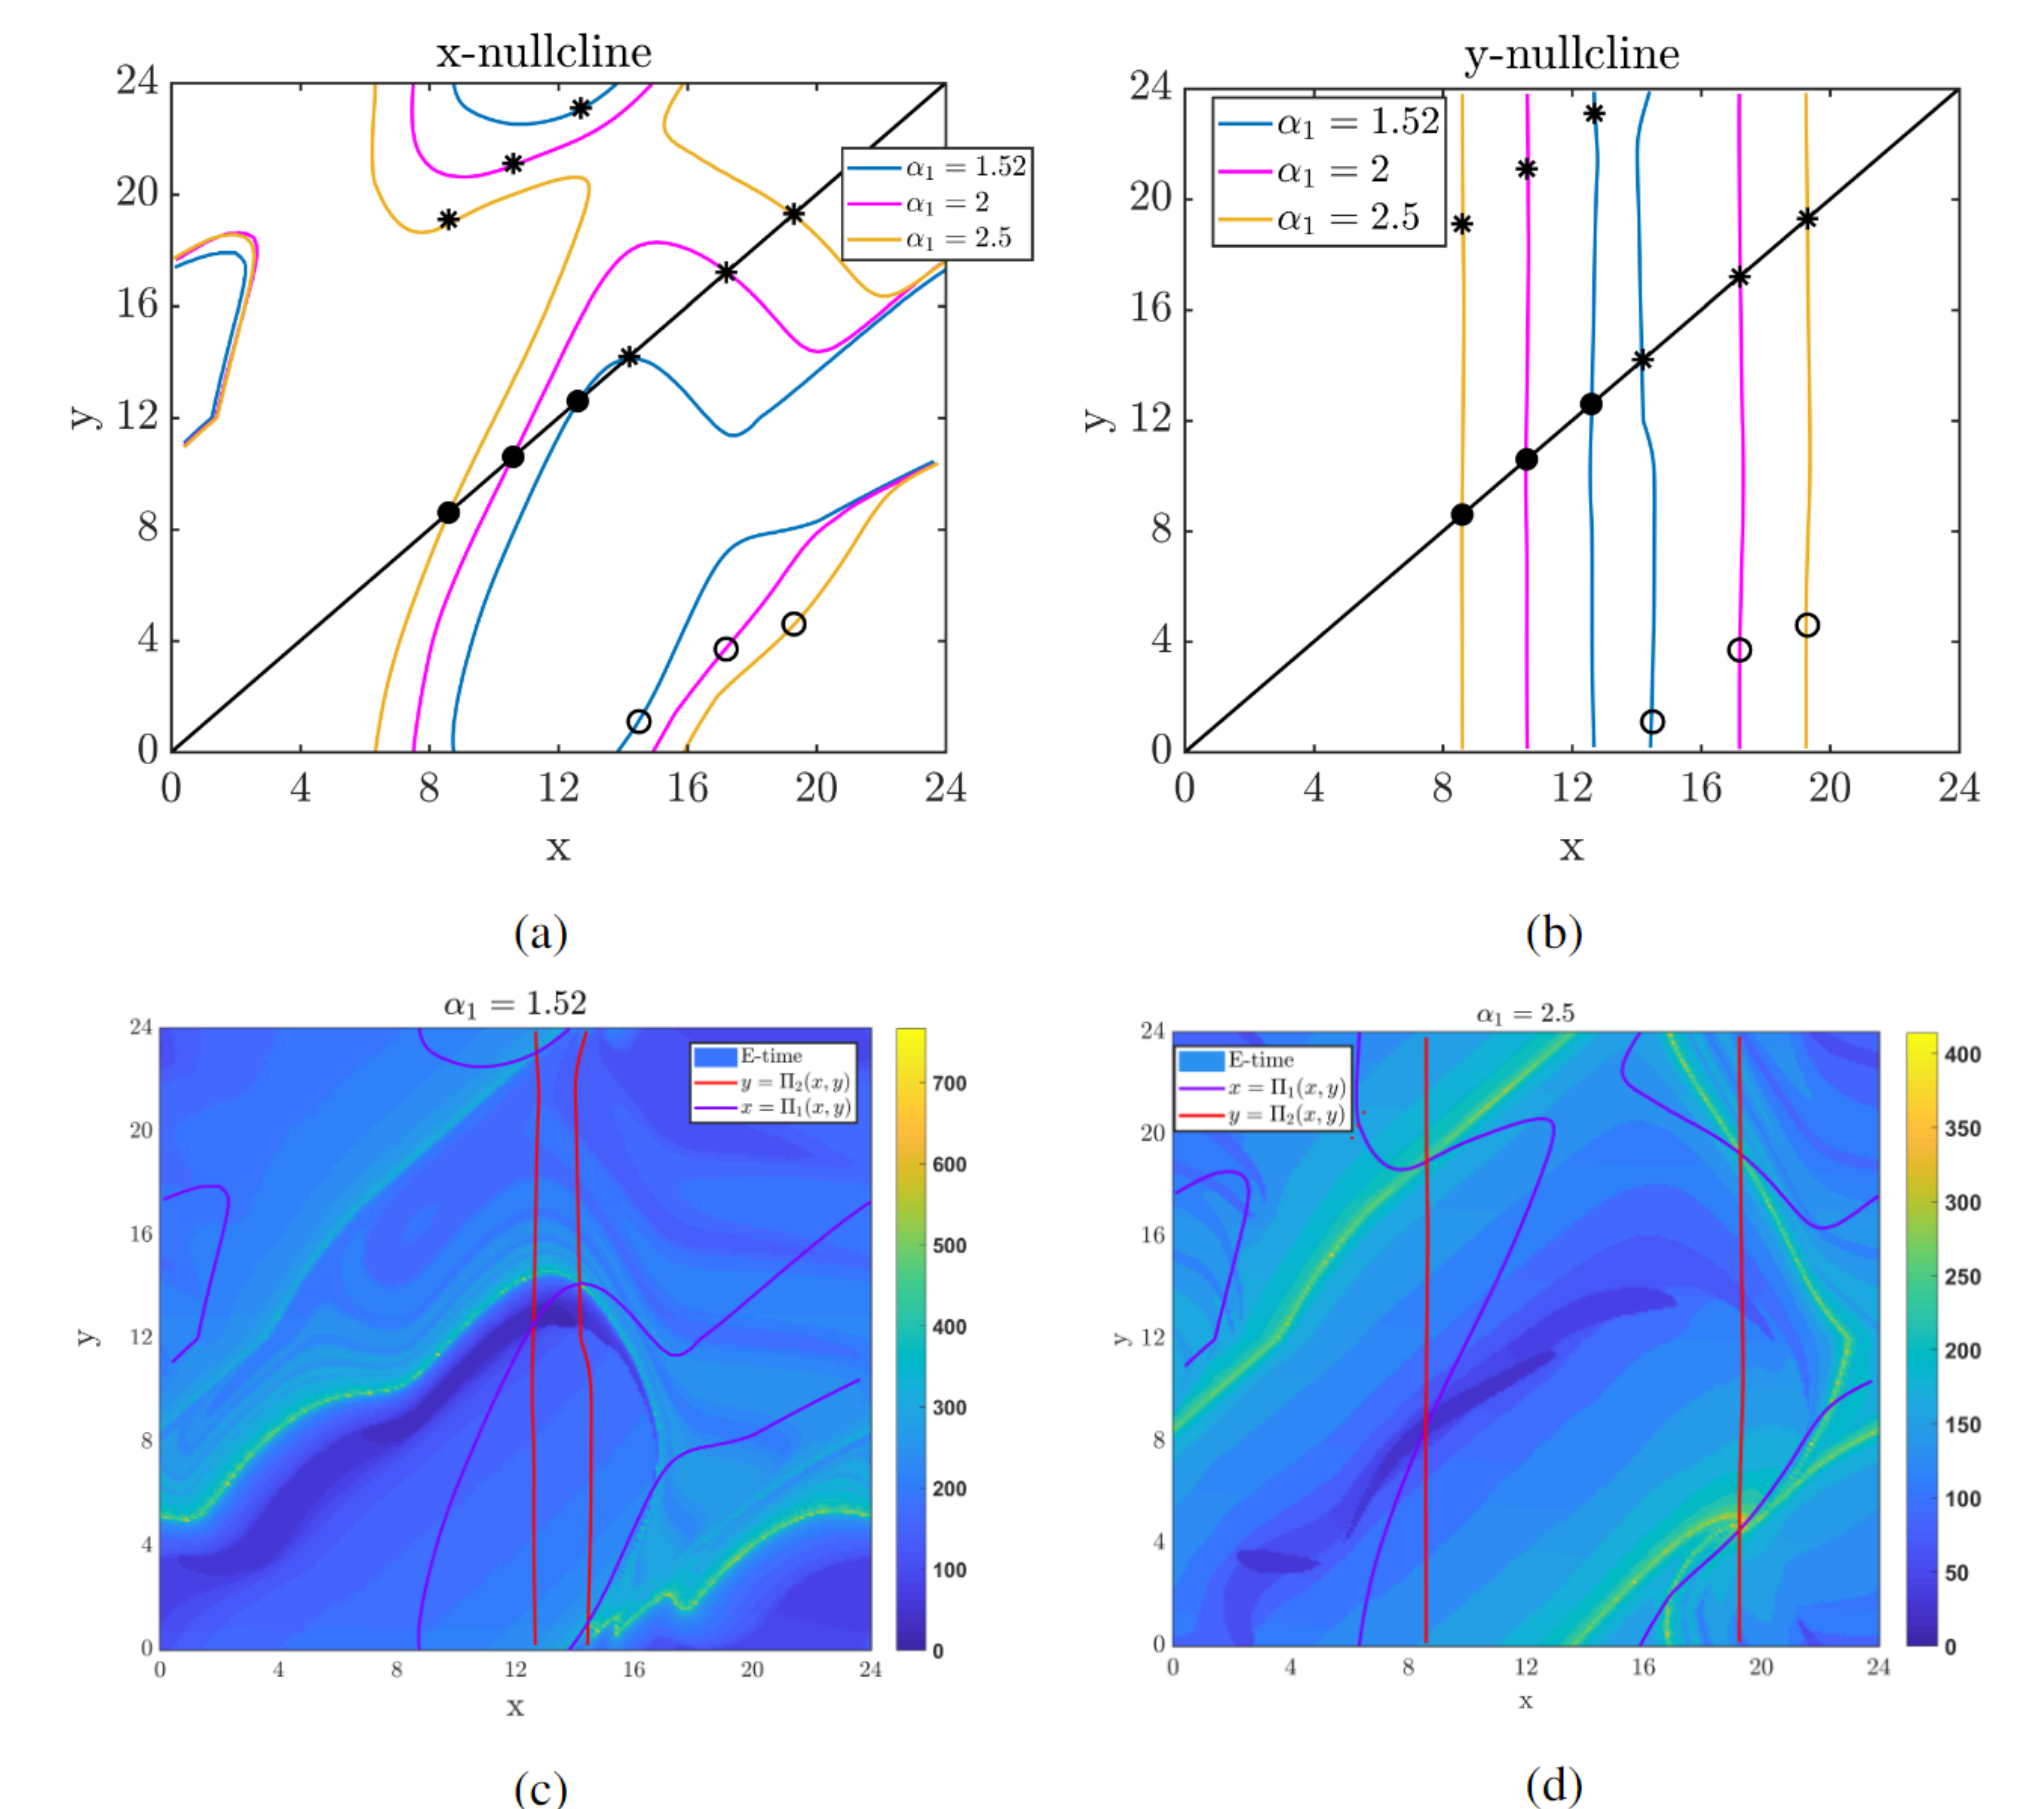 x-nullcline
24
20
16
12
8
4
0
y
0 4 8 12 16 20 24
x
α₁ = 1.52
α₁ = 2
α₁ = 2.5
(a)
y-nullcline
24
20
16
12
8
4
0
y
0 4 8 12 16 20 24
x
α₁ = 1.52
α₁ = 2
α₁ = 2.5
(b)
α₁ = 1.52
24
20
16
12
8
4
0
y
0 4 8 12 16 20 24
x
E-time
y = Π₂(x, y)
x = Π₁(x, y)
700
600
500
400
300
200
100
0
(c)
α₁ = 2.5
24
20
16
12
8
4
0
y
0 4 8 12 16 20 24
x
E-time
x = Π₁(x, y)
y = Π₂(x, y)
400
350
300
250
200
150
100
50
0
(d)